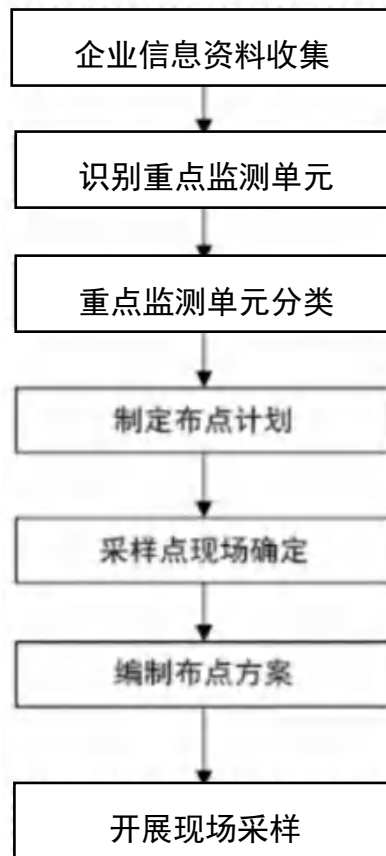 企业信息资料收集
识别重点监测单元
重点监测单元分类
制定布点计划
采样点现场确定
编制布点方案
开展现场采样